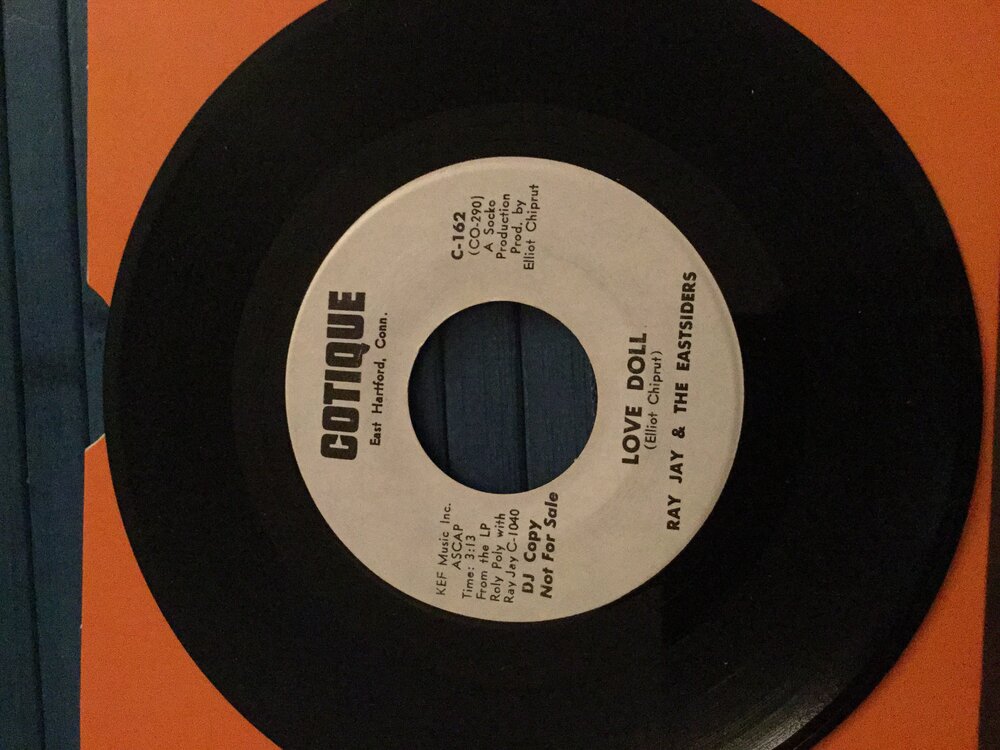 COTIQUE
East Hartford, Conn.
KEF Music Inc.
ASCAP
Time: 3:13
From the LP
Roly Poly with
Ray Jay C-1040
DJ Copy
Not For Sale
C-162
(CO-290)
A Socko
Production
Prod. by
Elliot Chiprut
LOVE DOLL
(Elliot Chiprut)
RAY JAY & THE EASTSIDERS